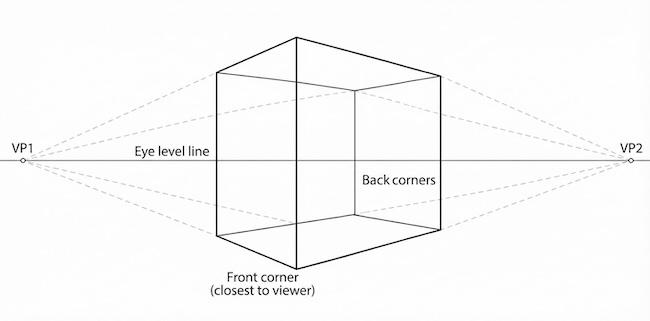 VP1
Eye level line
VP2
Back corners
Front corner
(closest to viewer)